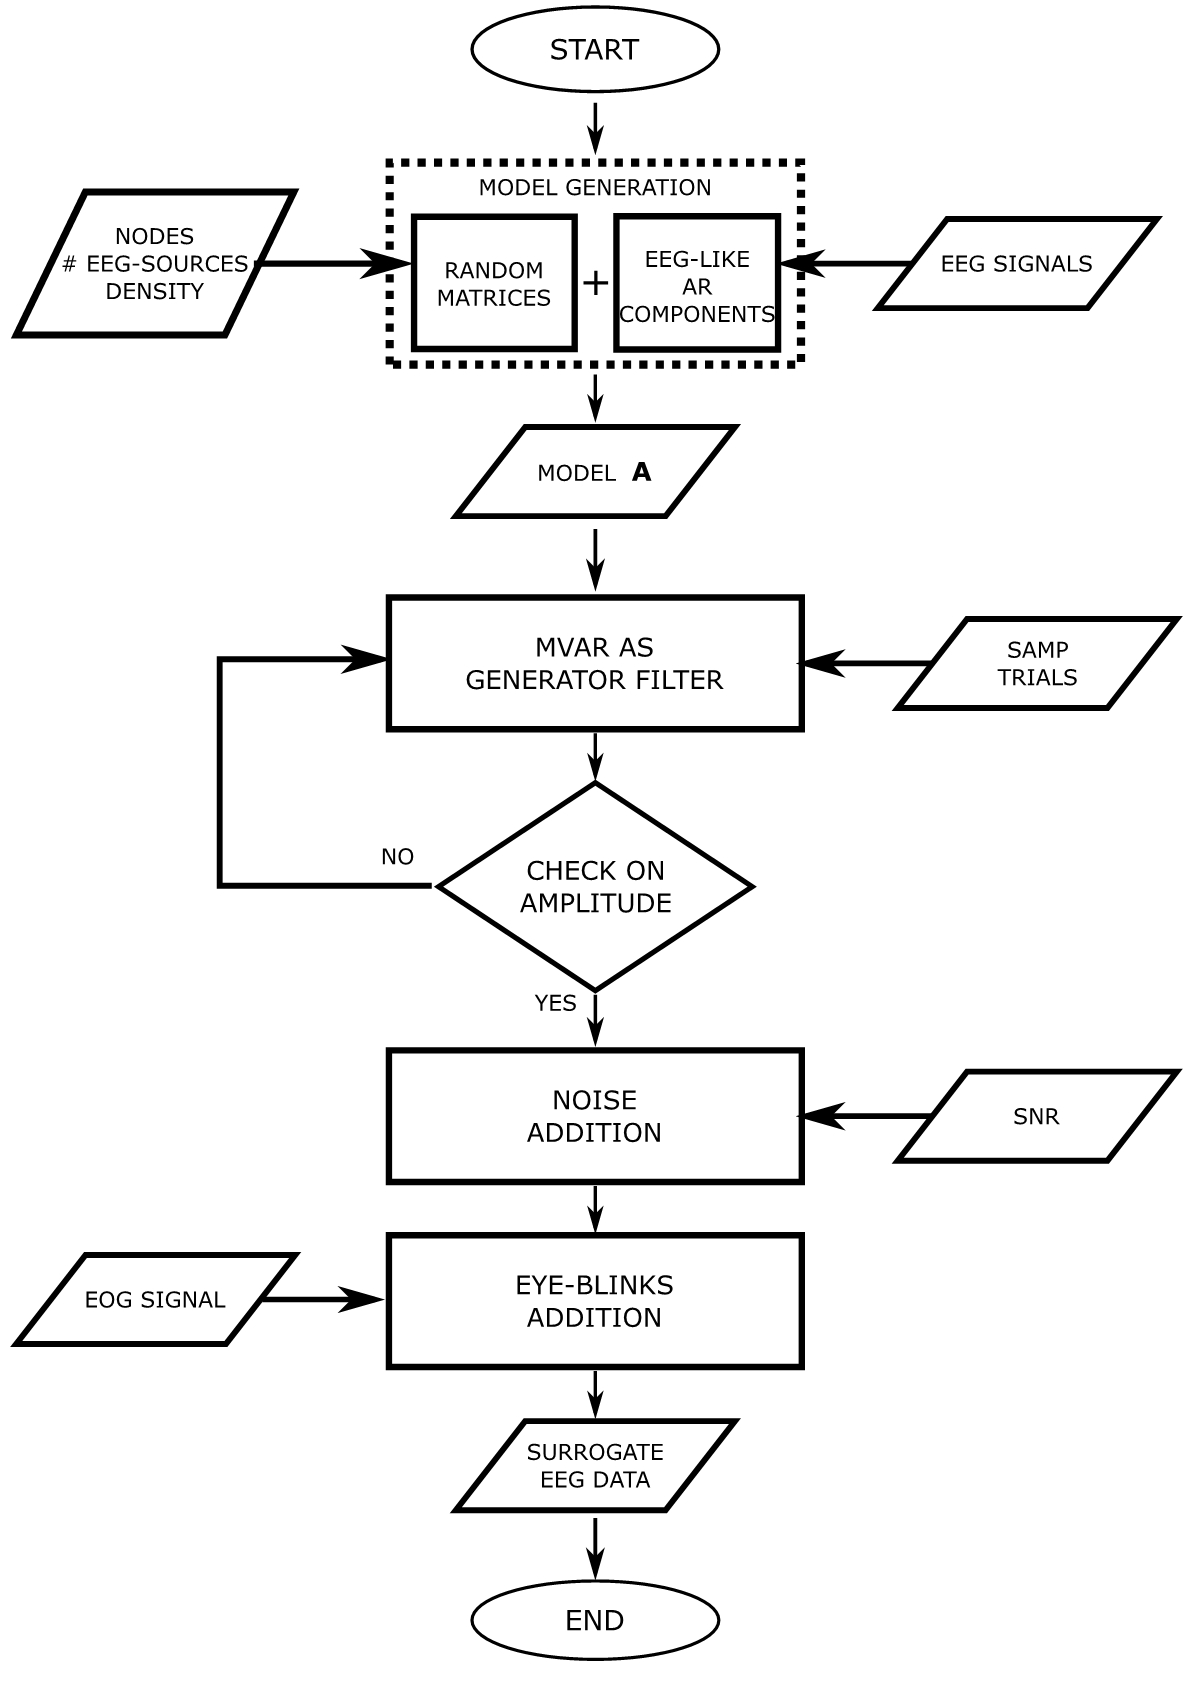 START
MODEL GENERATION
NODES
# EEG-SOURCES
DENSITY
RANDOM
MATRICES
+
EEG-LIKE
AR
COMPONENTS
EEG SIGNALS
MODEL A
MVAR AS
GENERATOR FILTER
SAMP
TRIALS
NO
CHECK ON
AMPLITUDE
YES
NOISE
ADDITION
SNR
EOG SIGNAL
EYE-BLINKS
ADDITION
SURROGATE
EEG DATA
END